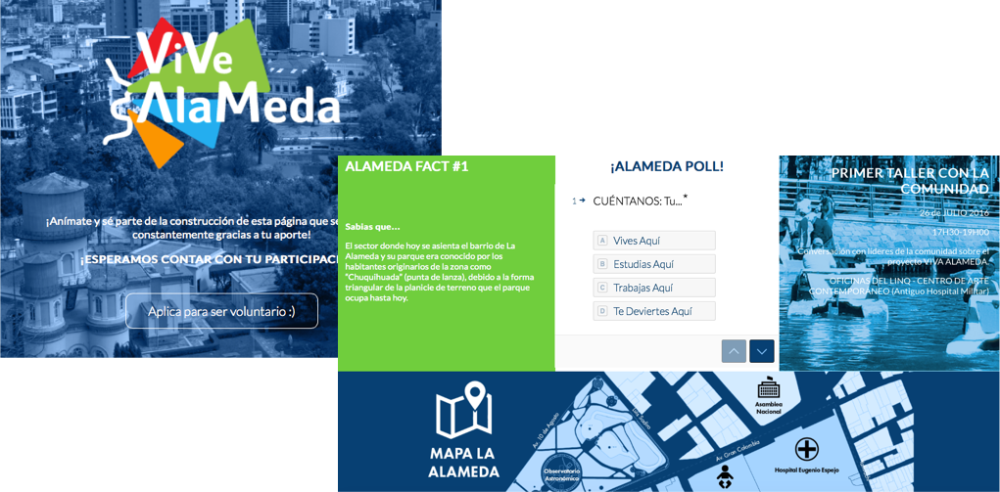 ViVe
AlaMeda
¡Anímate y sé parte de la construcción de esta página que se
constantemente gracias a tu aporte!
¡ESPERAMOS CONTAR CON TU PARTICIPACI
Aplica para ser voluntario :)
ALAMEDA FACT #1
Sabías que...
El sector donde hoy se asienta el barrio de La
Alameda y su parque era conocido por los
habitantes originarios de la zona como
"Chuquihuada" (punta de lanza), debido a la forma
triangular de la planicie de terreno que el parque
ocupa hasta hoy.
¡ALAMEDA POLL!
1 → CUÉNTANOS: Tu...*
A Vives Aquí
B Estudias Aquí
C Trabajas Aquí
D Te Deviertes Aquí
PRIMER TALLER CON LA
COMUNIDAD
26 de JULIO 2016
17H30-19H00
Conversación con líderes de la comunidad sobre el
proyecto VIVA ALAMEDA.
OFICINAS DEL LINQ - CENTRO DE ARTE
CONTEMPORÁNEO (Antiguo Hospital Militar)
MAPA LA
ALAMEDA
Av. 10 de Agosto
Observatorio
Astronómico
Av. Gran Colombia
Asamblea
Nacional
Hospital Eugenio Espejo